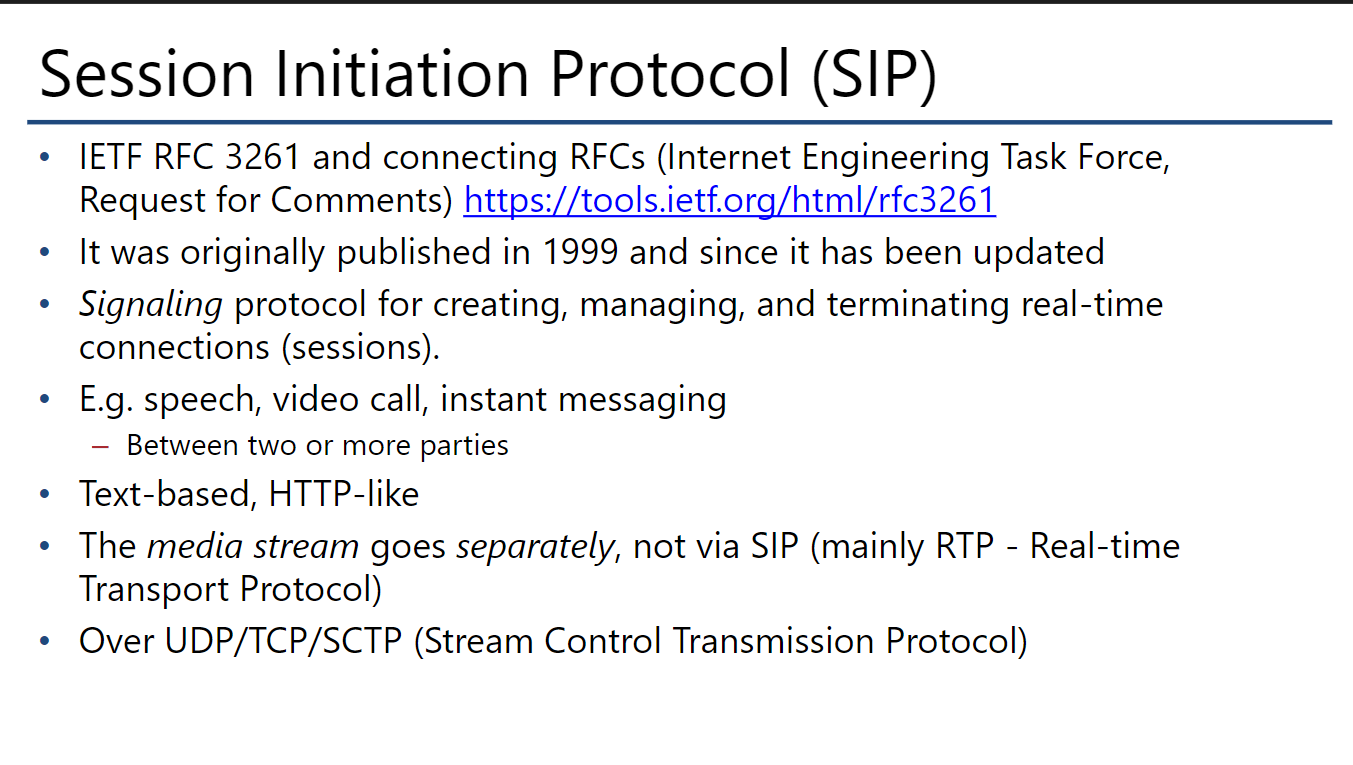 Session Initiation Protocol (SIP)
• IETF RFC 3261 and connecting RFCs (Internet Engineering Task Force,
Request for Comments) https://tools.ietf.org/html/rfc3261
• It was originally published in 1999 and since it has been updated
• Signaling protocol for creating, managing, and terminating real-time
connections (sessions).
• E.g. speech, video call, instant messaging
– Between two or more parties
• Text-based, HTTP-like
• The media stream goes separately, not via SIP (mainly RTP - Real-time
Transport Protocol)
• Over UDP/TCP/SCTP (Stream Control Transmission Protocol)